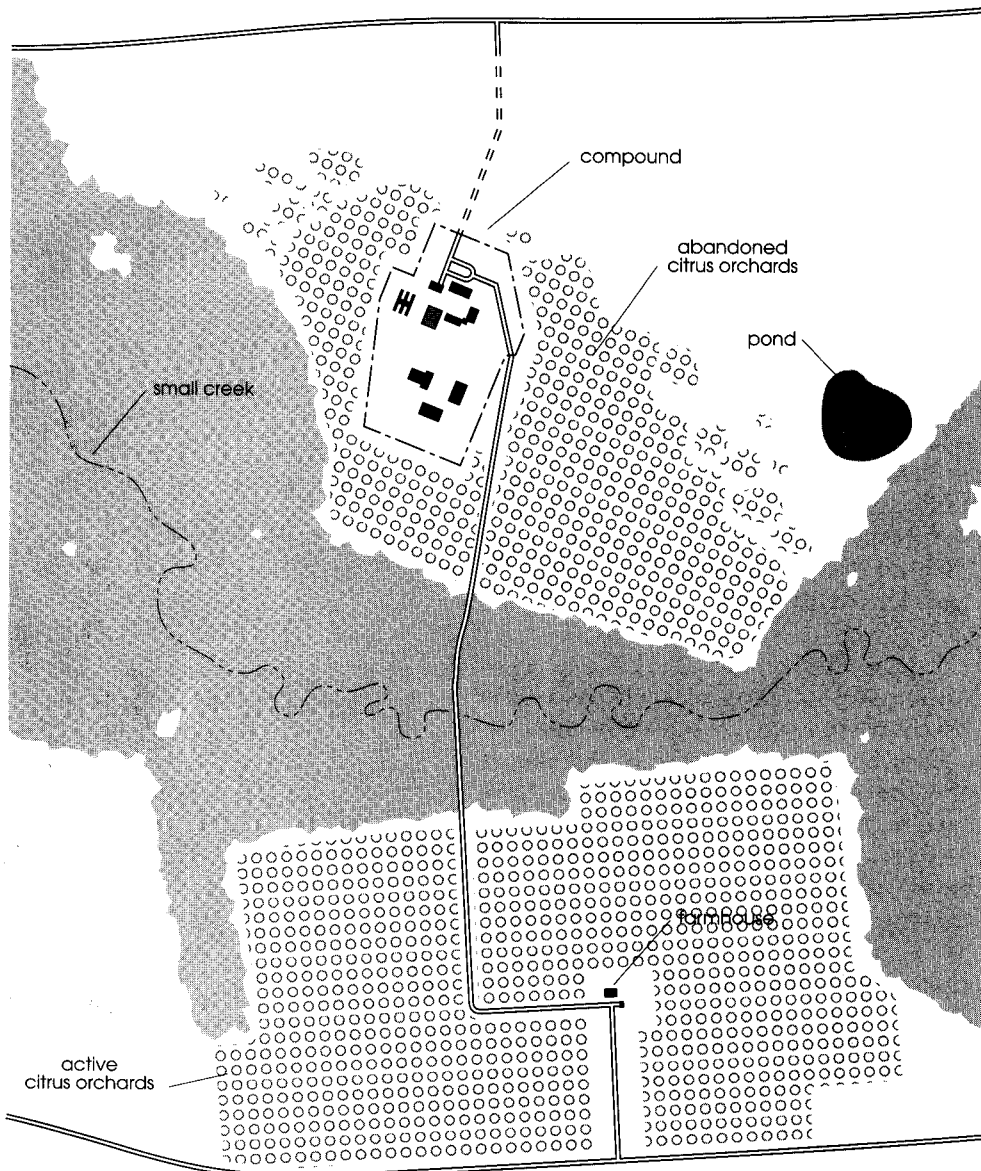 compound
abandoned
citrus orchards
pond
small creek
farmhouse
active
citrus orchards